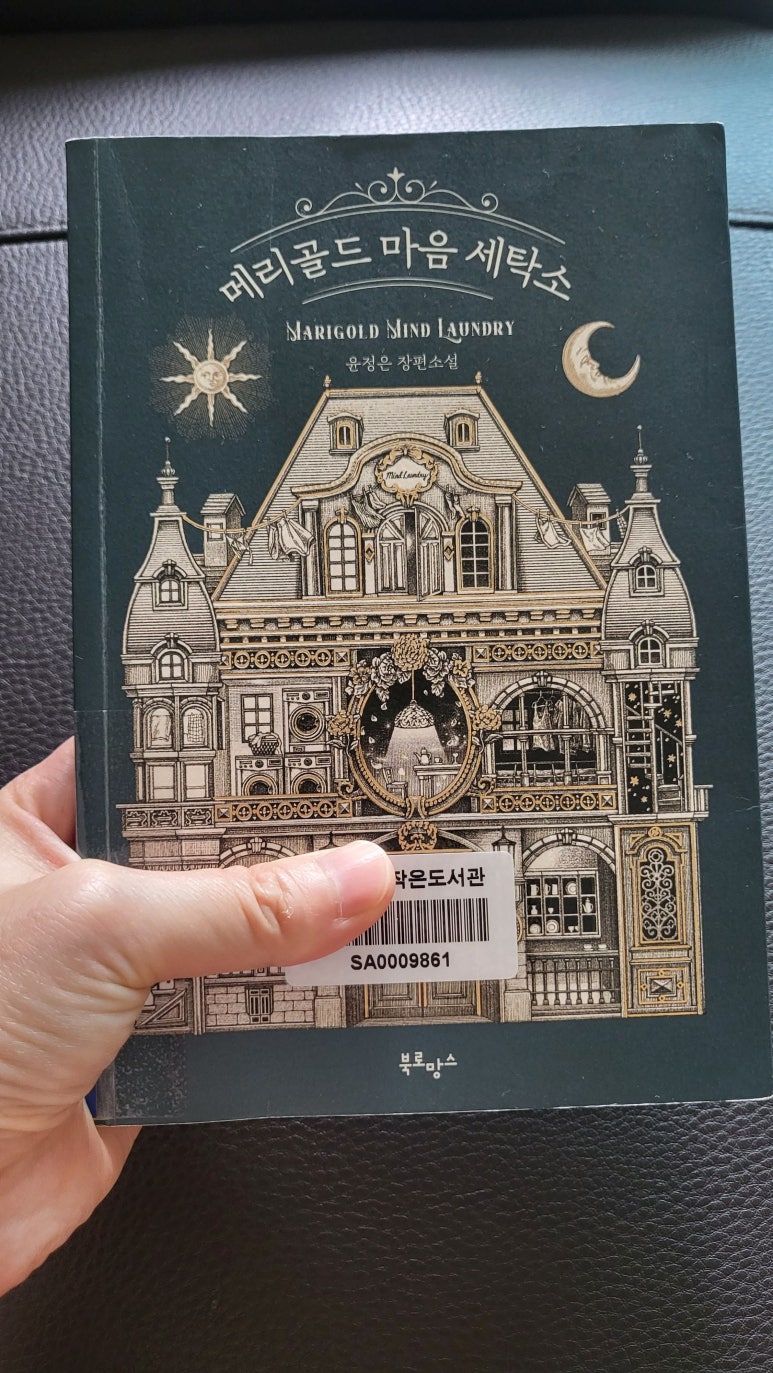 메리골드 마음 세탁소
MARIGOLD MIND LAUNDRY
윤정은 장편소설
Mind Laundry
작은도서관
SA0009861
북로망스